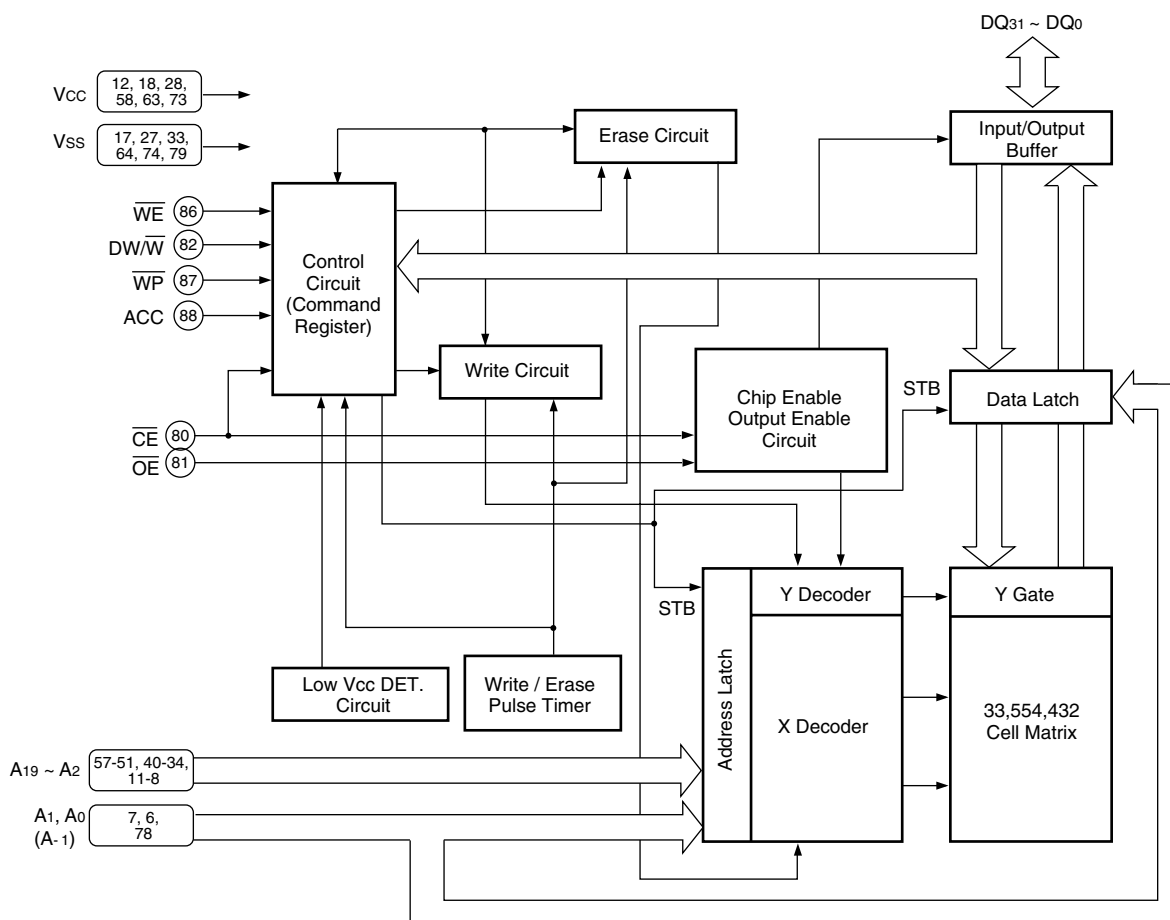 DQ31 ~ DQ0
VCC
12, 18, 28,
58, 63, 73
VSS
17, 27, 33,
64, 74, 79
Erase Circuit
Input/Output
Buffer
WE 86
DW/W 82
WP 87
ACC 88
Control
Circuit
(Command
Register)
Write Circuit
Chip Enable
Output Enable
Circuit
STB
Data Latch
CE 80
OE 81
STB
Address Latch
Y Decoder
Y Gate
X Decoder
33,554,432
Cell Matrix
Low Vcc DET.
Circuit
Write / Erase
Pulse Timer
A19 ~ A2
57-51, 40-34,
11-8
A1, A0
(A-1)
7, 6,
78